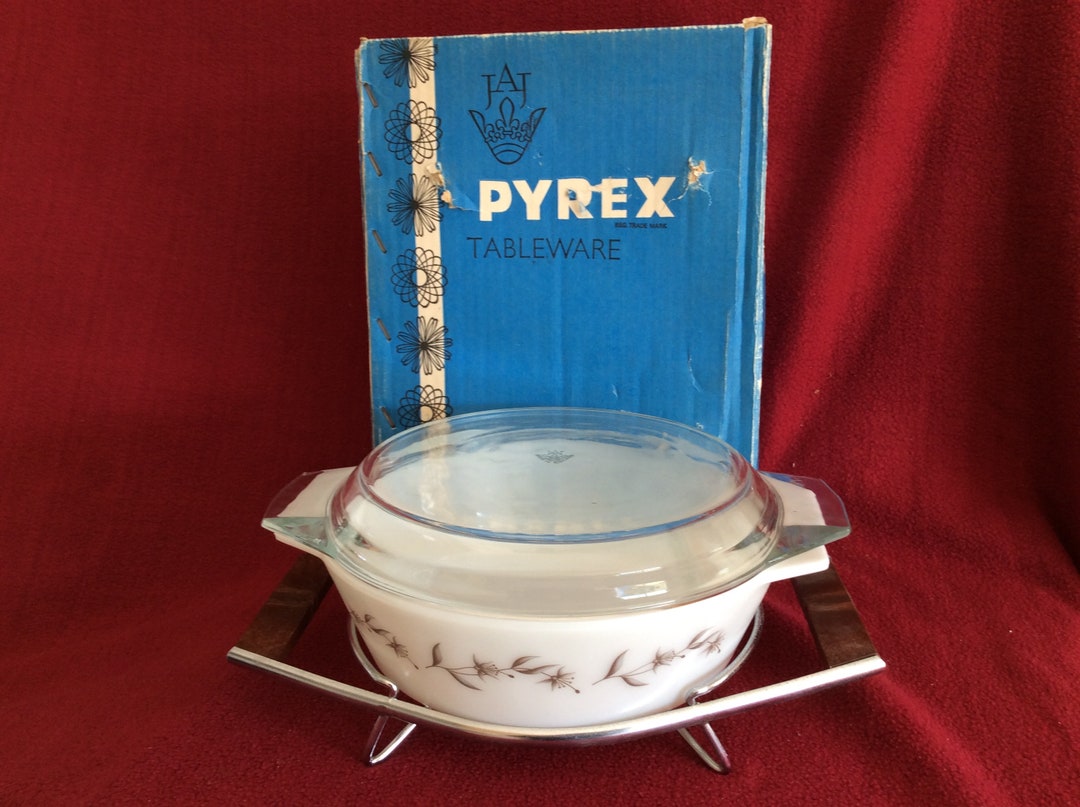 JAJ
PYREX
REG. TRADE MARK
TABLEWARE